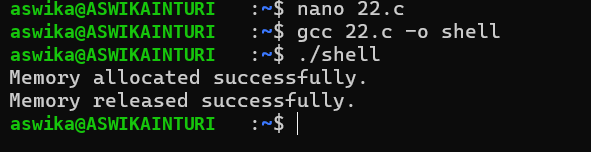 aswika@ASWIKAINTURI   :~$ nano 22.c
aswika@ASWIKAINTURI   :~$ gcc 22.c -o shell
aswika@ASWIKAINTURI   :~$ ./shell
Memory allocated successfully.
Memory released successfully.
aswika@ASWIKAINTURI   :~$